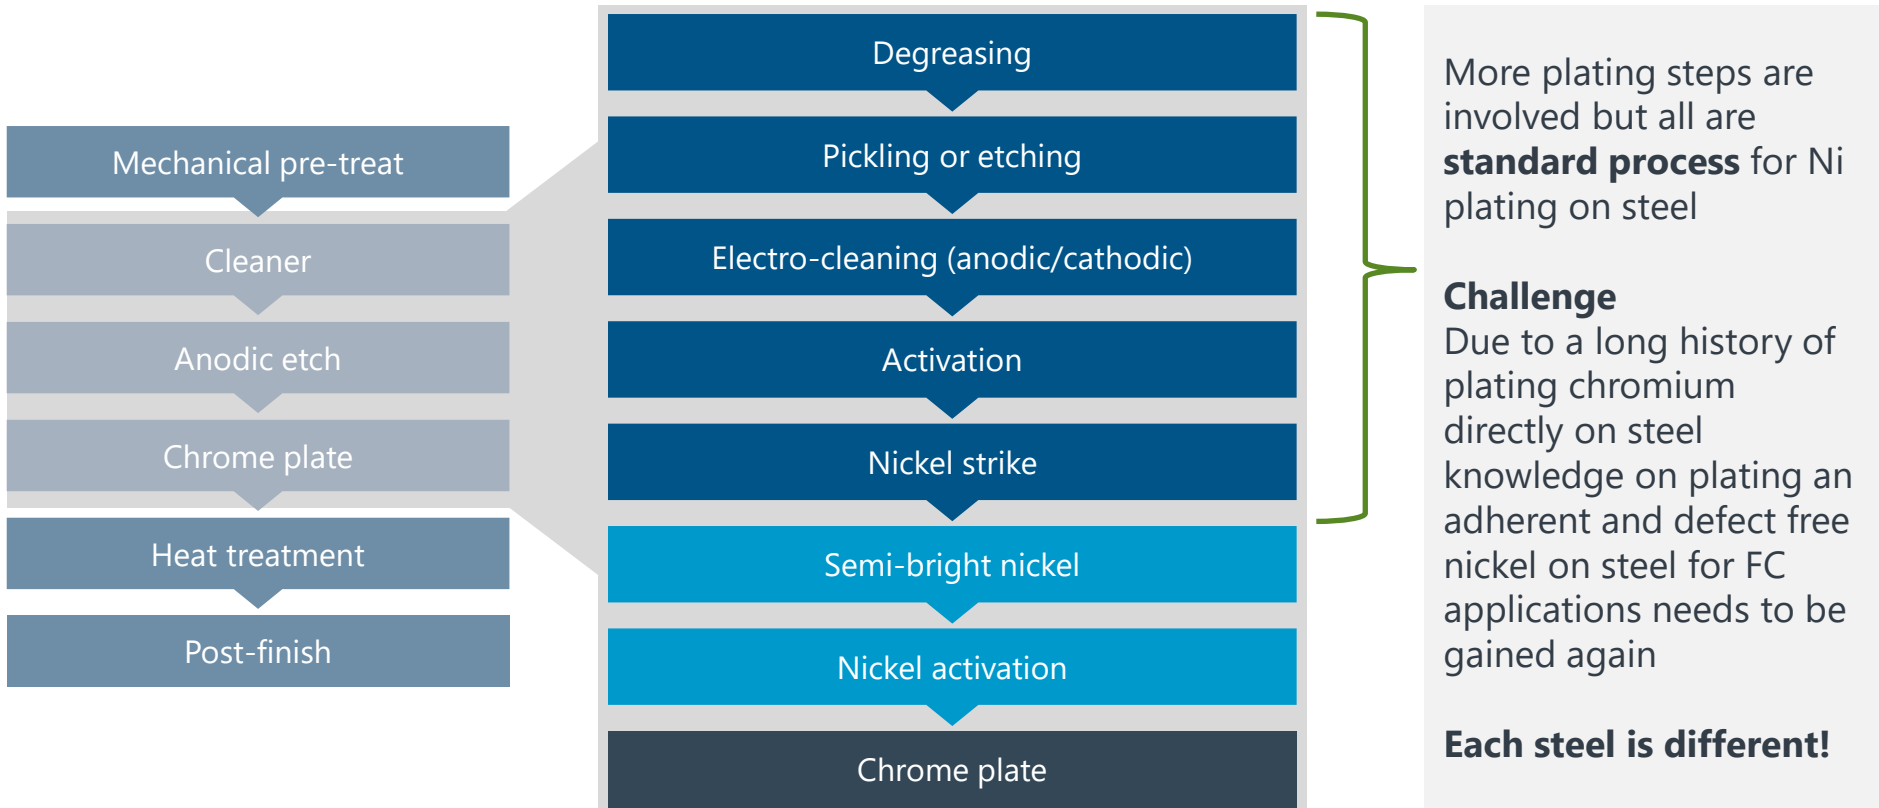 Mechanical pre-treat
Cleaner
Anodic etch
Chrome plate
Heat treatment
Post-finish
Degreasing
Pickling or etching
Electro-cleaning (anodic/cathodic)
Activation
Nickel strike
Semi-bright nickel
Nickel activation
Chrome plate
More plating steps are
involved but all are
standard process for Ni
plating on steel
Challenge
Due to a long history of
plating chromium
directly on steel
knowledge on plating an
adherent and defect free
nickel on steel for FC
applications needs to be
gained again
Each steel is different!